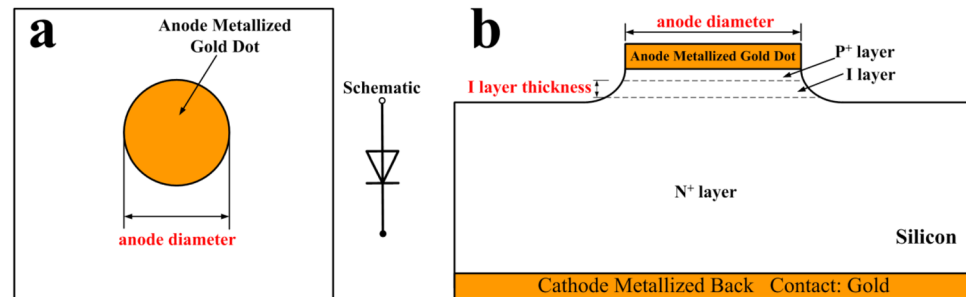 a
Anode Metallized
Gold Dot
anode diameter
Schematic
b
anode diameter
Anode Metallized Gold Dot
P⁺ layer
I layer
I layer thickness
N⁺ layer
Silicon
Cathode Metallized Back Contact: Gold